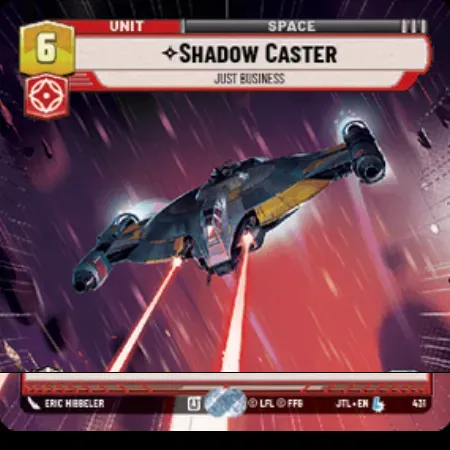 UNIT
SPACE
6
SHADOW CASTER
JUST BUSINESS
ERIC HIBBELER
© LFL © FFG
JTL • EN
431